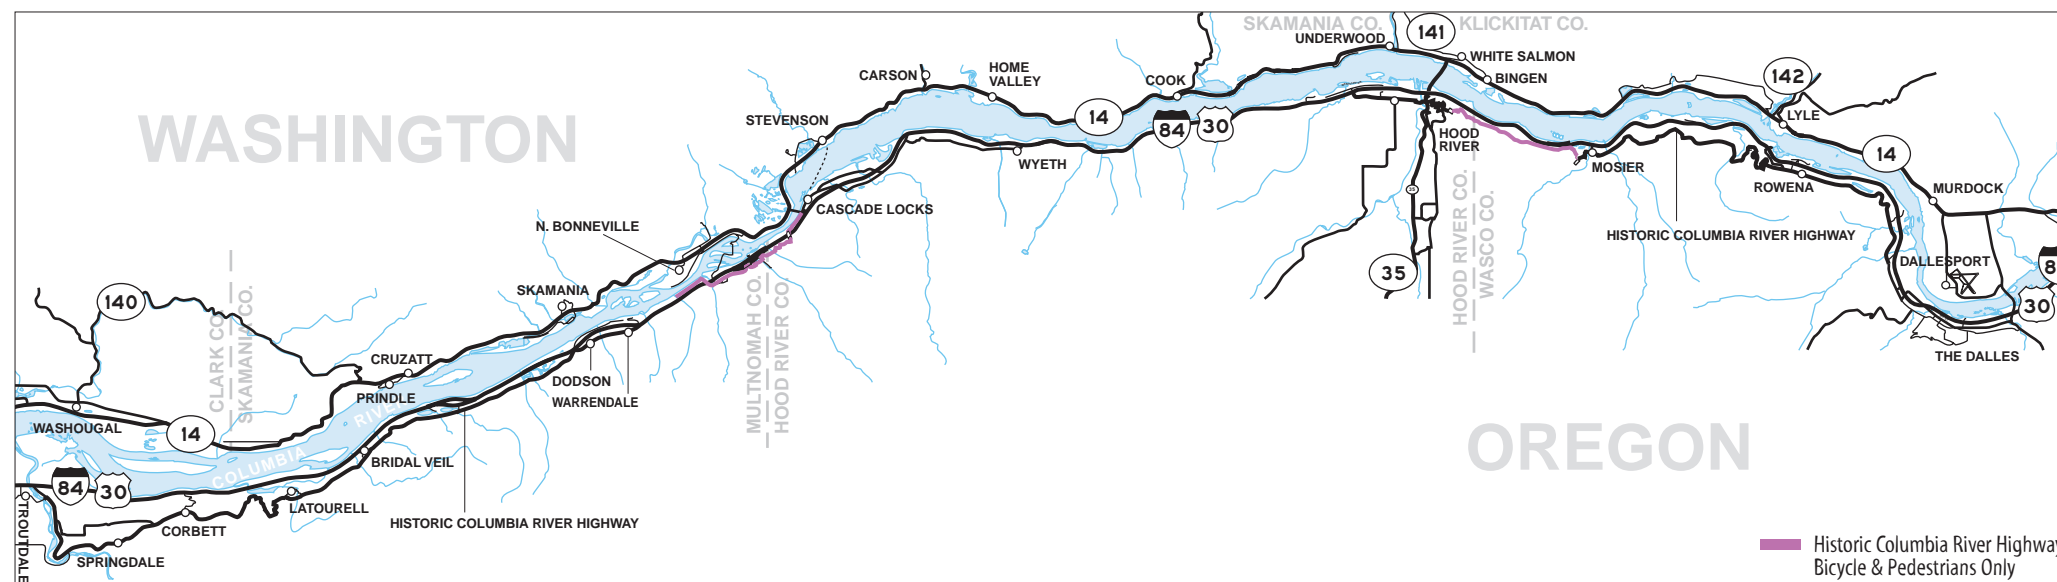 SKAMANIA CO.
KLICKITAT CO.
141
UNDERWOOD
WHITE SALMON
BINGEN
HOME
VALLEY
CARSON
COOK
142
LYLE
14
84
30
STEVENSON
WASHINGTON
HOOD
RIVER
WYETH
MOSIER
14
ROWENA
MURDOCK
35
CASCADE LOCKS
HOOD RIVER CO.
WASCO CO.
N. BONNEVILLE
HISTORIC COLUMBIA RIVER HIGHWAY
DALLESPORT
8
35
30
SKAMANIA
140
CLARK CO.
SKAMANIA CO.
MULTNOMAH CO.
HOOD RIVER CO.
THE DALLES
CRUZATT
DODSON
PRINDLE
WARRENDALE
COLUMBIA
RIVER
WASHOUGAL
14
OREGON
BRIDAL VEIL
84
30
LATOURELL
HISTORIC COLUMBIA RIVER HIGHWAY
CORBETT
TROUTDALE
SPRINGDALE
Historic Columbia River Highway
Bicycle & Pedestrians Only